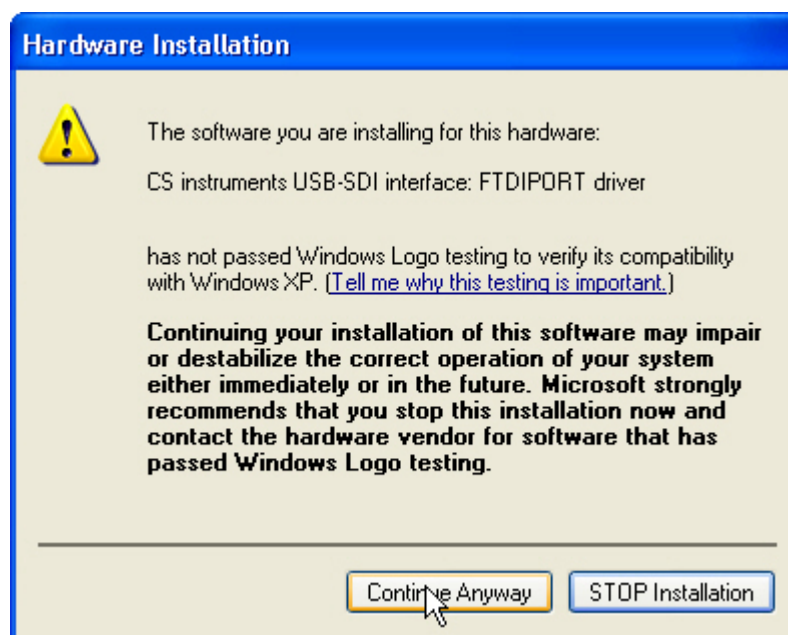 Hardware Installation
The software you are installing for this hardware:
CS instruments USB-SDI interface: FTDIPORT driver
has not passed Windows Logo testing to verify its compatibility
with Windows XP. (Tell me why this testing is important.)
Continuing your installation of this software may impair
or destabilize the correct operation of your system
either immediately or in the future. Microsoft strongly
recommends that you stop this installation now and
contact the hardware vendor for software that has
passed Windows Logo testing.
Continue Anyway
STOP Installation